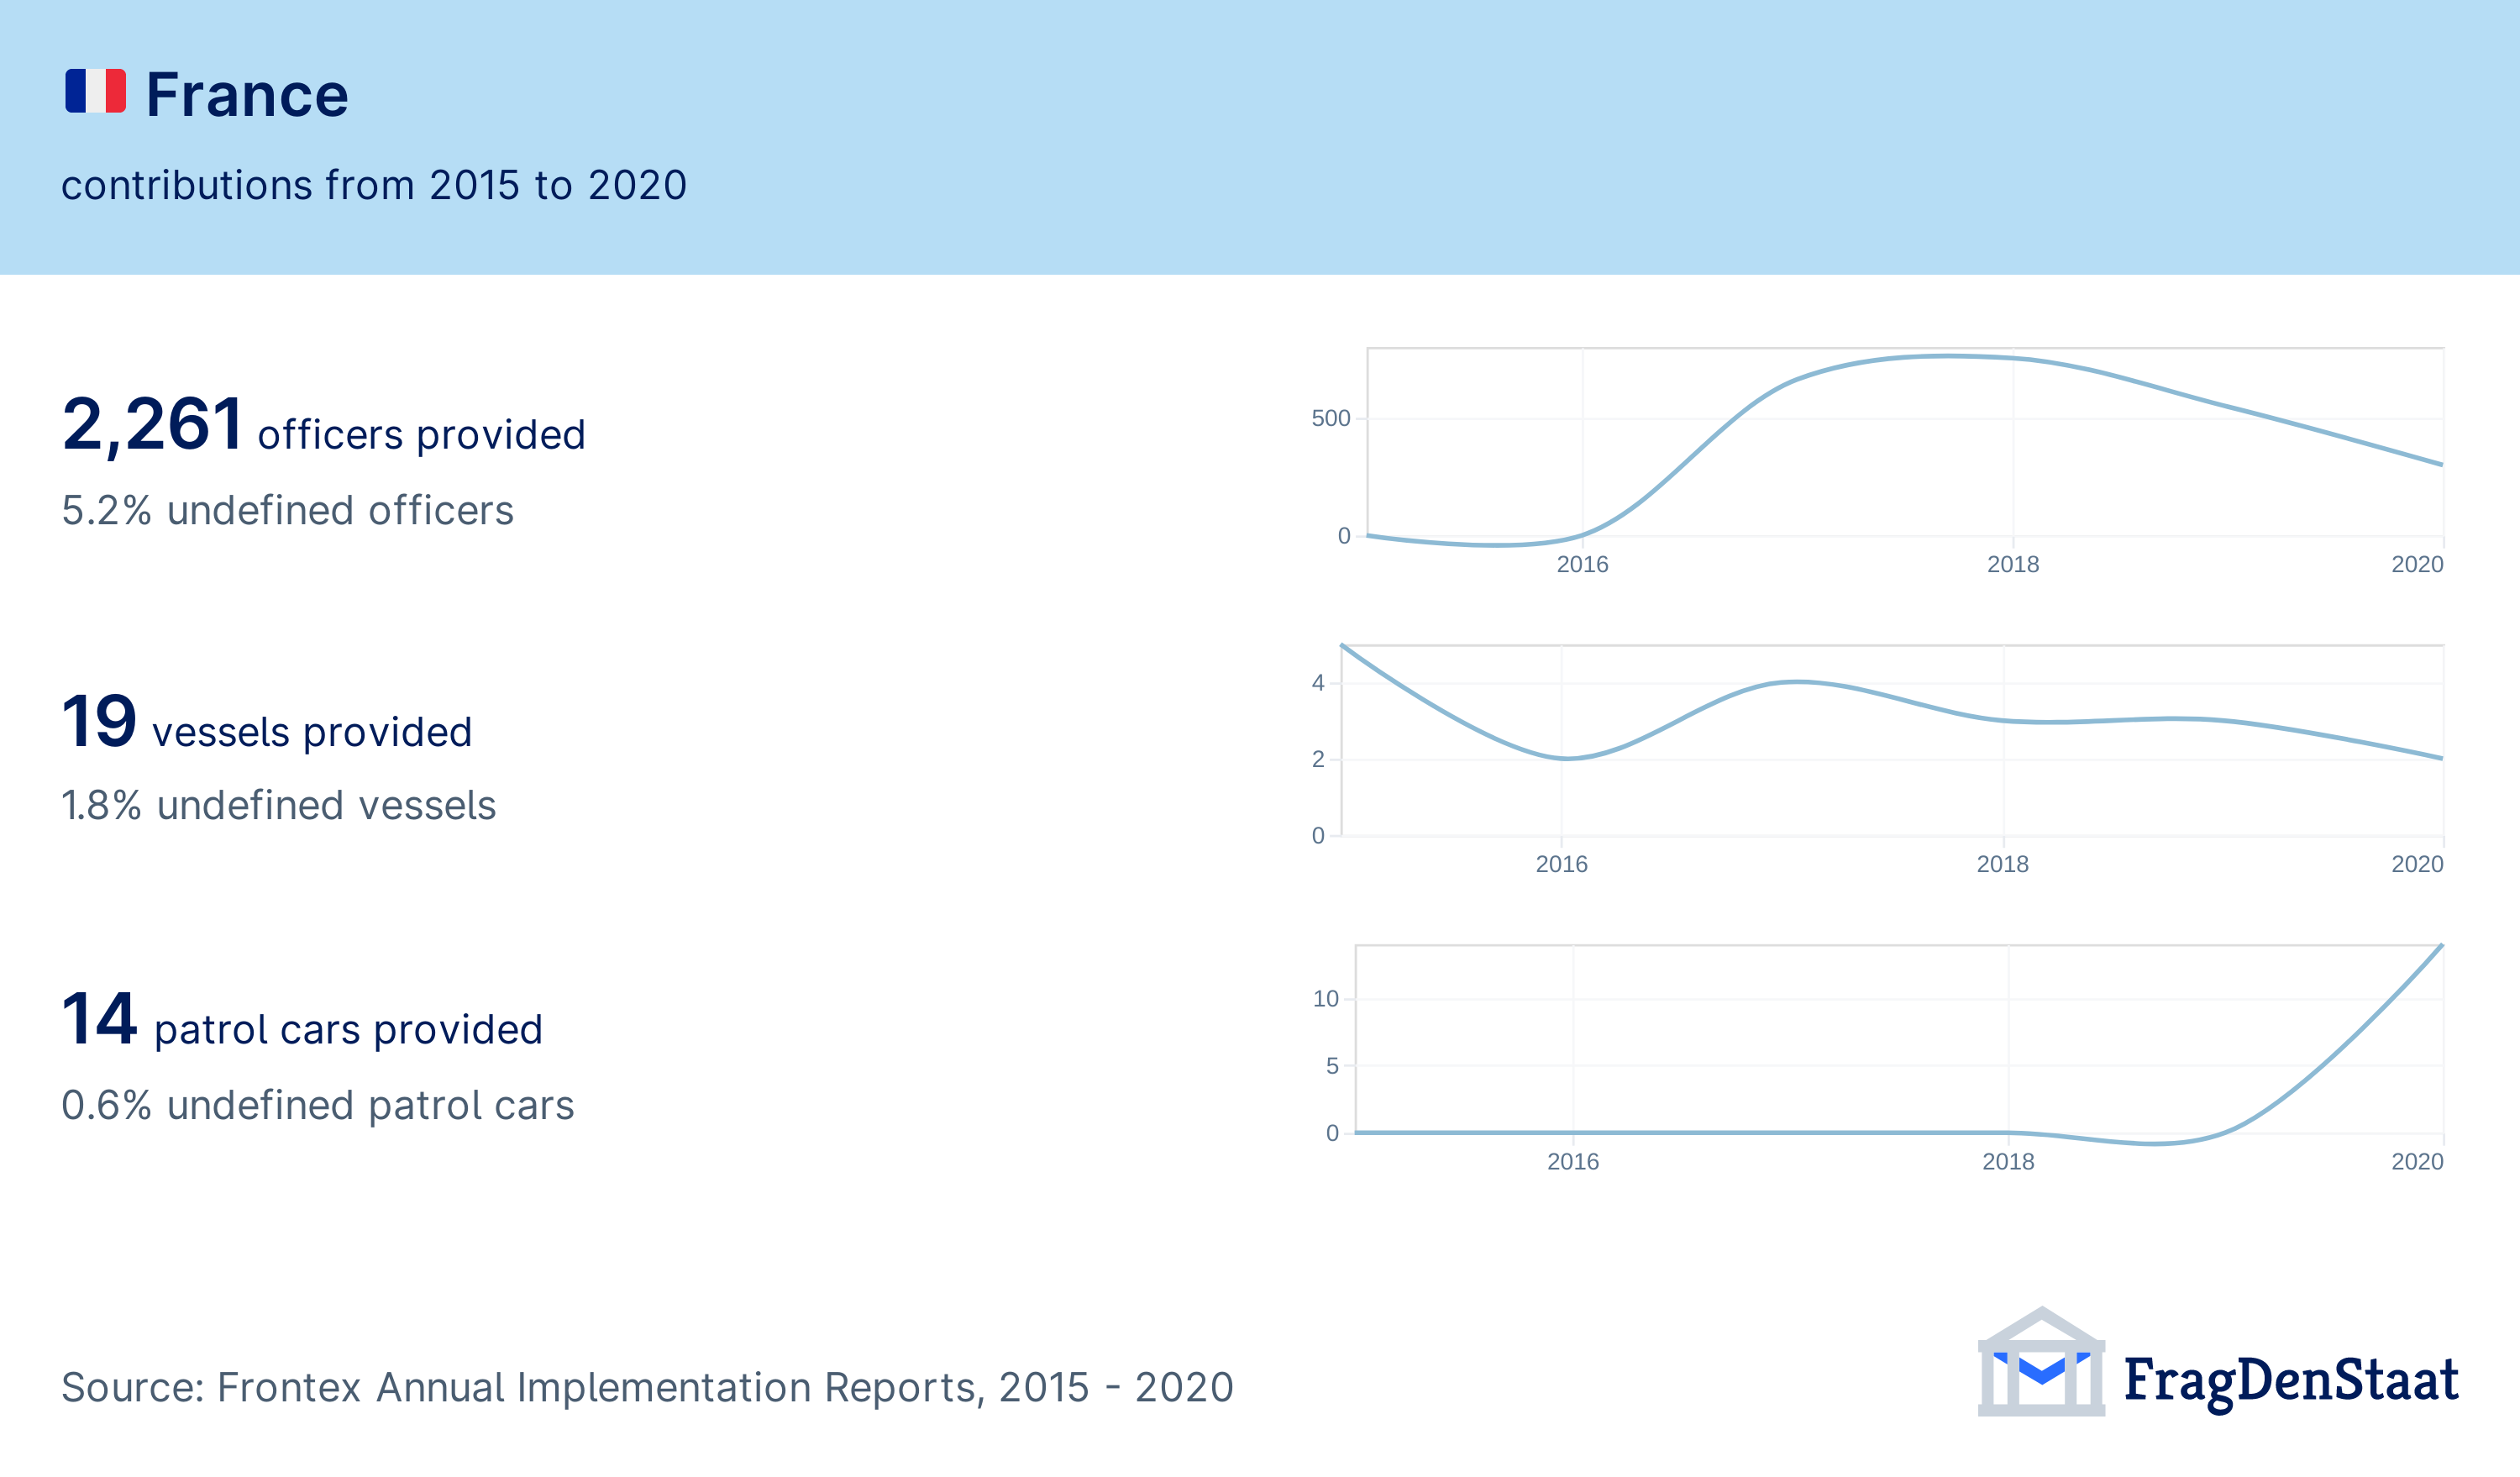 France
contributions from 2015 to 2020
2,261 officers provided
5.2% undefined officers
500
0
2016 2018 2020
19 vessels provided
1.8% undefined vessels
4
2
0
2016 2018 2020
14 patrol cars provided
0.6% undefined patrol cars
10
5
0
2016 2018 2020
Source: Frontex Annual Implementation Reports, 2015 - 2020
FragDenStaat